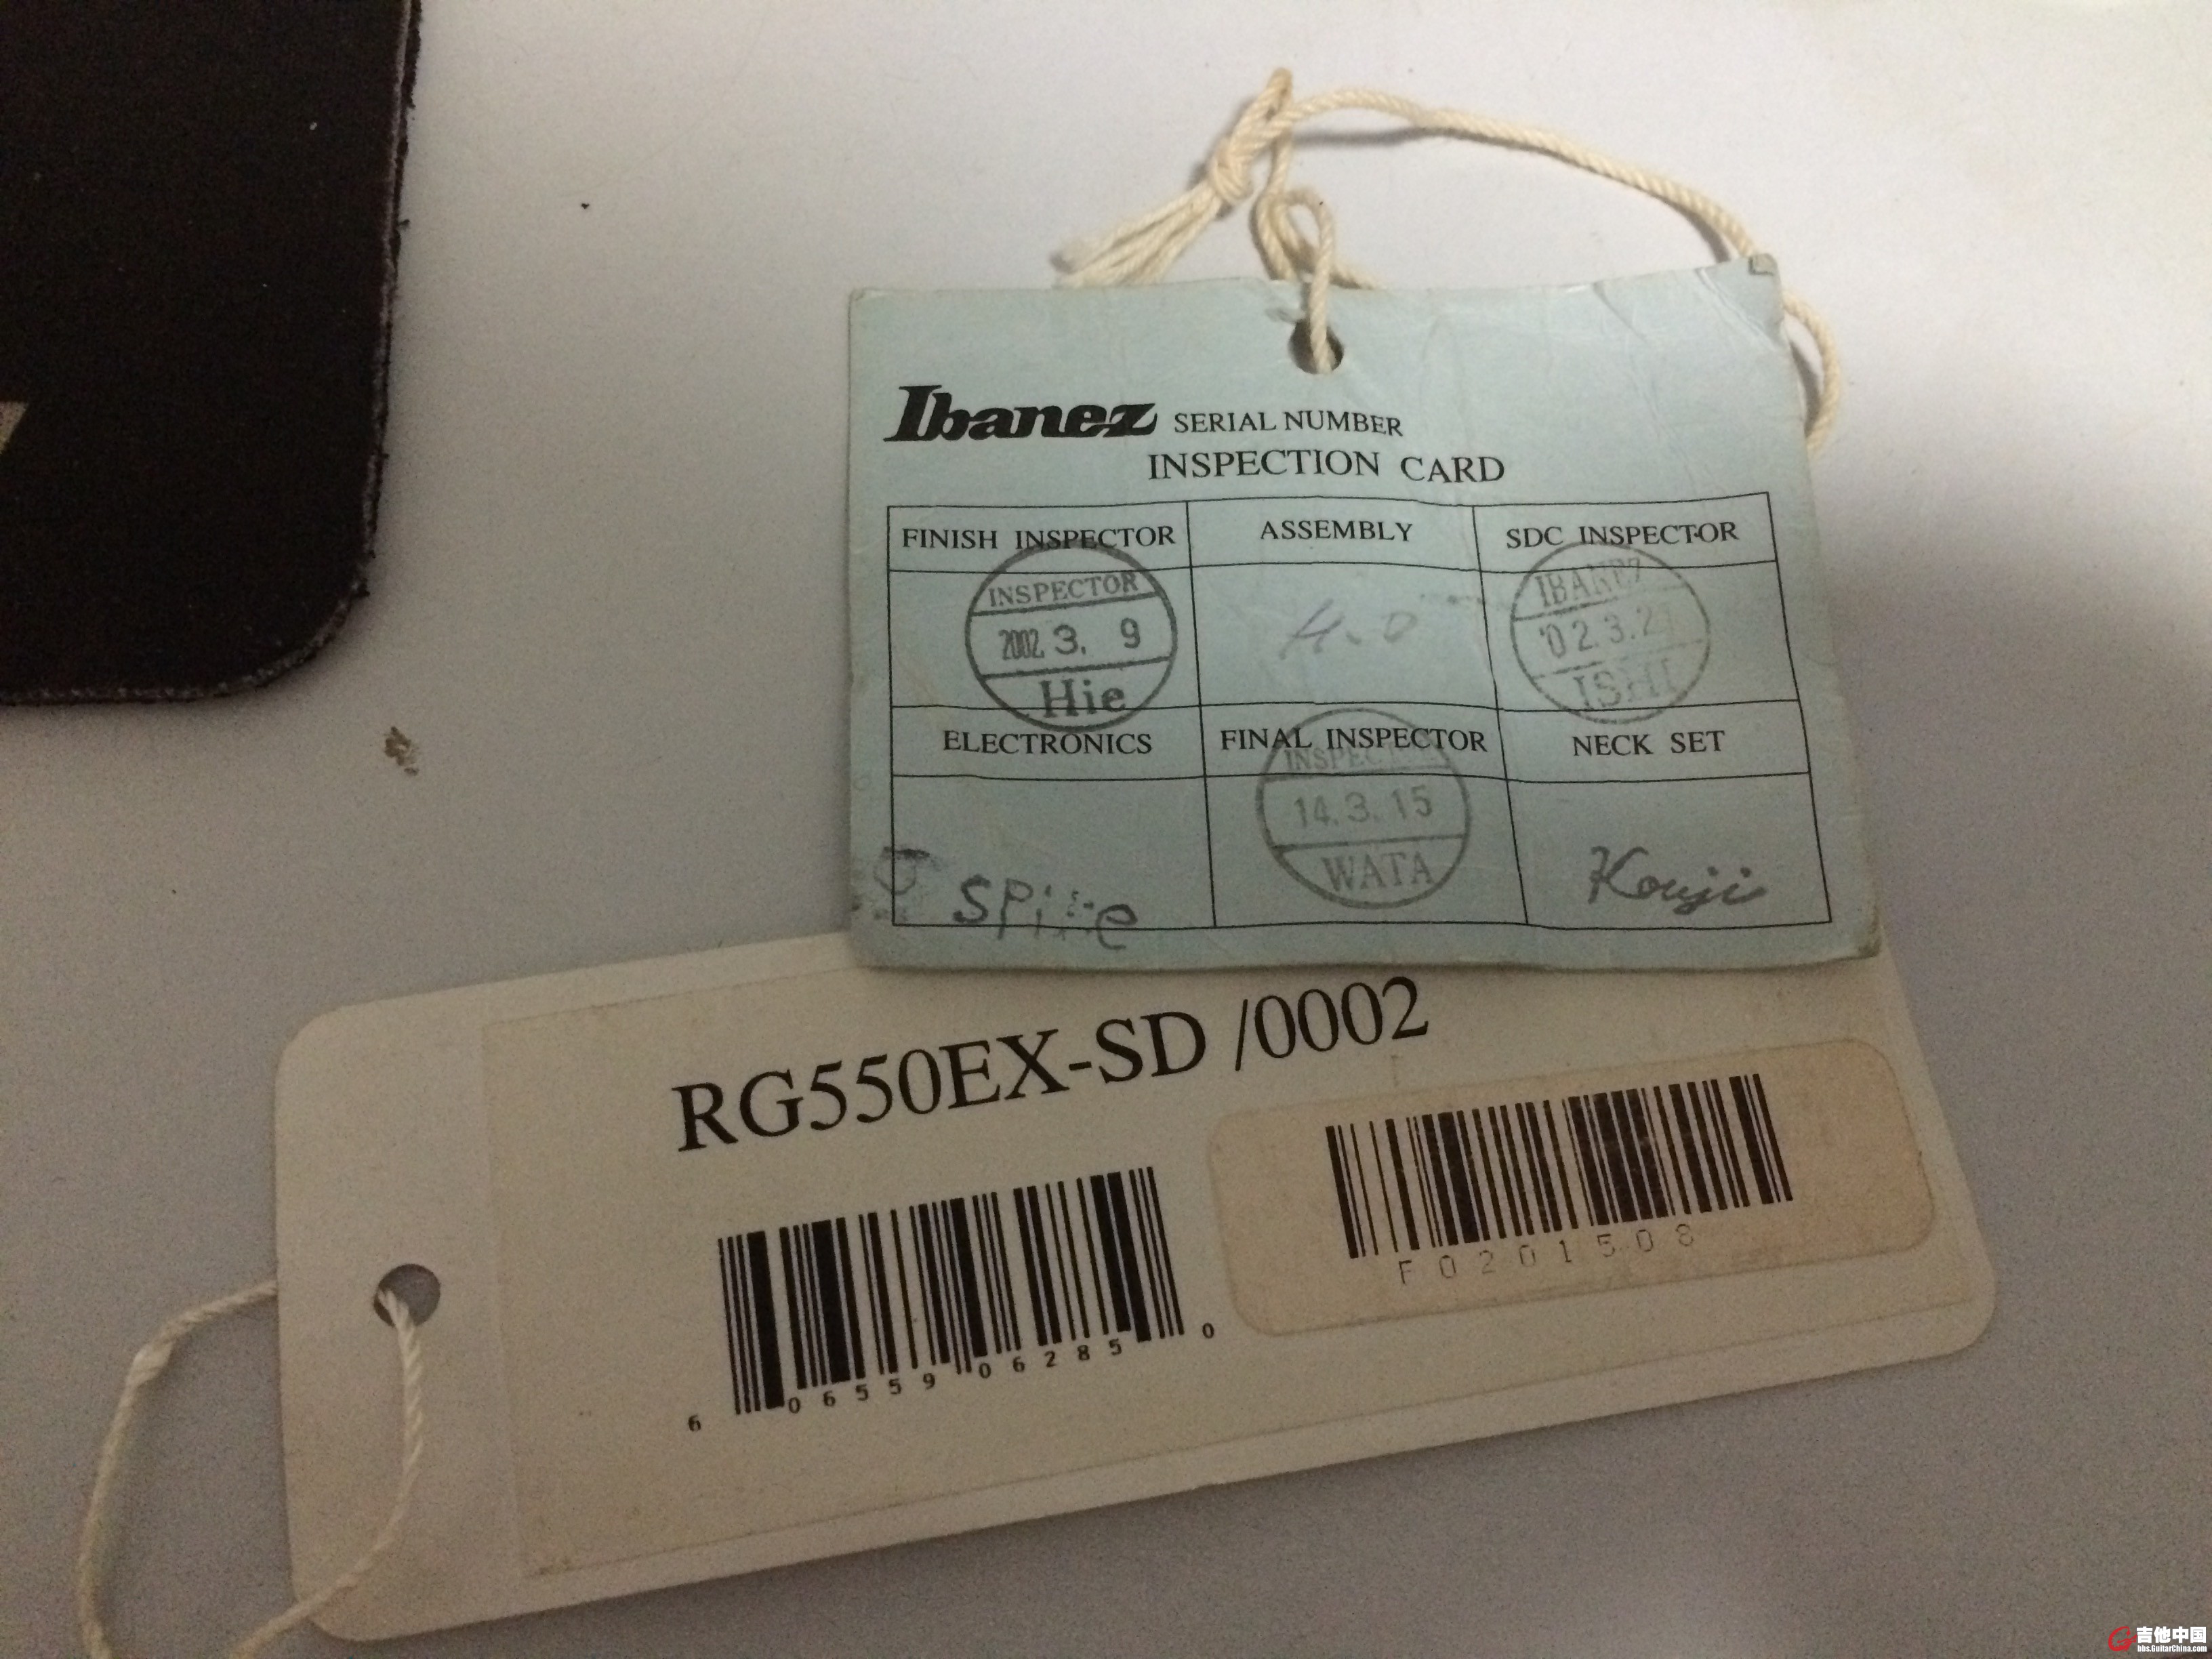 Ibanez SERIAL NUMBER
INSPECTION CARD
FINISH INSPECTOR ASSEMBLY SDC INSPECTOR
INSPECTOR
2002. 3. 9
Hie
H.O
IBANEZ
'02.3.2
ISHI
ELECTRONICS FINAL INSPECTOR NECK SET
14.3.15
WATA
Kouji
RG550EX-SD /0002
6 06559 06285 0
F0201508
吉他中国
bbs.GuitarChina.com